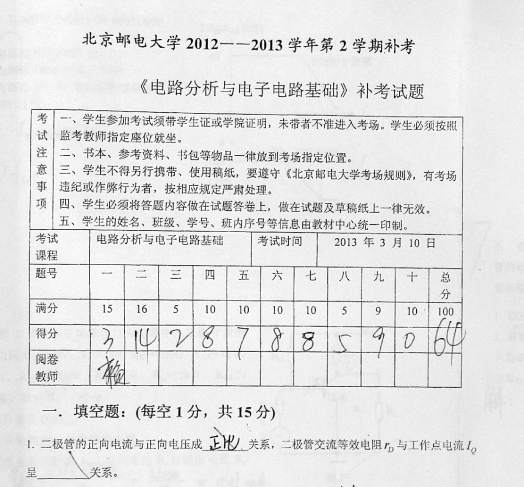 北京邮电大学2012——2013学年第2学期补考
《电路分析与电子电路基础》补考试题
考试注意事项
一、学生参加考试须带学生证或学院证明，未带者不准进入考场。学生必须按照
监考教师指定座位就坐。
二、书本、参考资料、书包等物品一律放到考场指定位置。
三、学生不得另行携带、使用稿纸，要遵守《北京邮电大学考场规则》，有考场
违纪或作弊行为者，按相应规定严肃处理。
四、学生必须将答题内容做在试题答卷上，做在试题及草稿纸上一律无效。
五、学生的姓名、班级、学号、班内序号等信息由教材中心统一印制。
考试课程 电路分析与电子电路基础 考试时间 2013 年 3 月 10 日
题号 一 二 三 四 五 六 七 八 九 十 总分
满分 15 16 5 10 10 10 10 5 9 10 100
得分 3 14 2 8 7 8 8 5 9 0 64
阅卷教师
一．填空题：(每空1分，共15分)
1. 二极管的正向电流与正向电压成 正比 关系，二极管交流等效电阻 r_D 与工作点电流 I_Q
呈______关系。